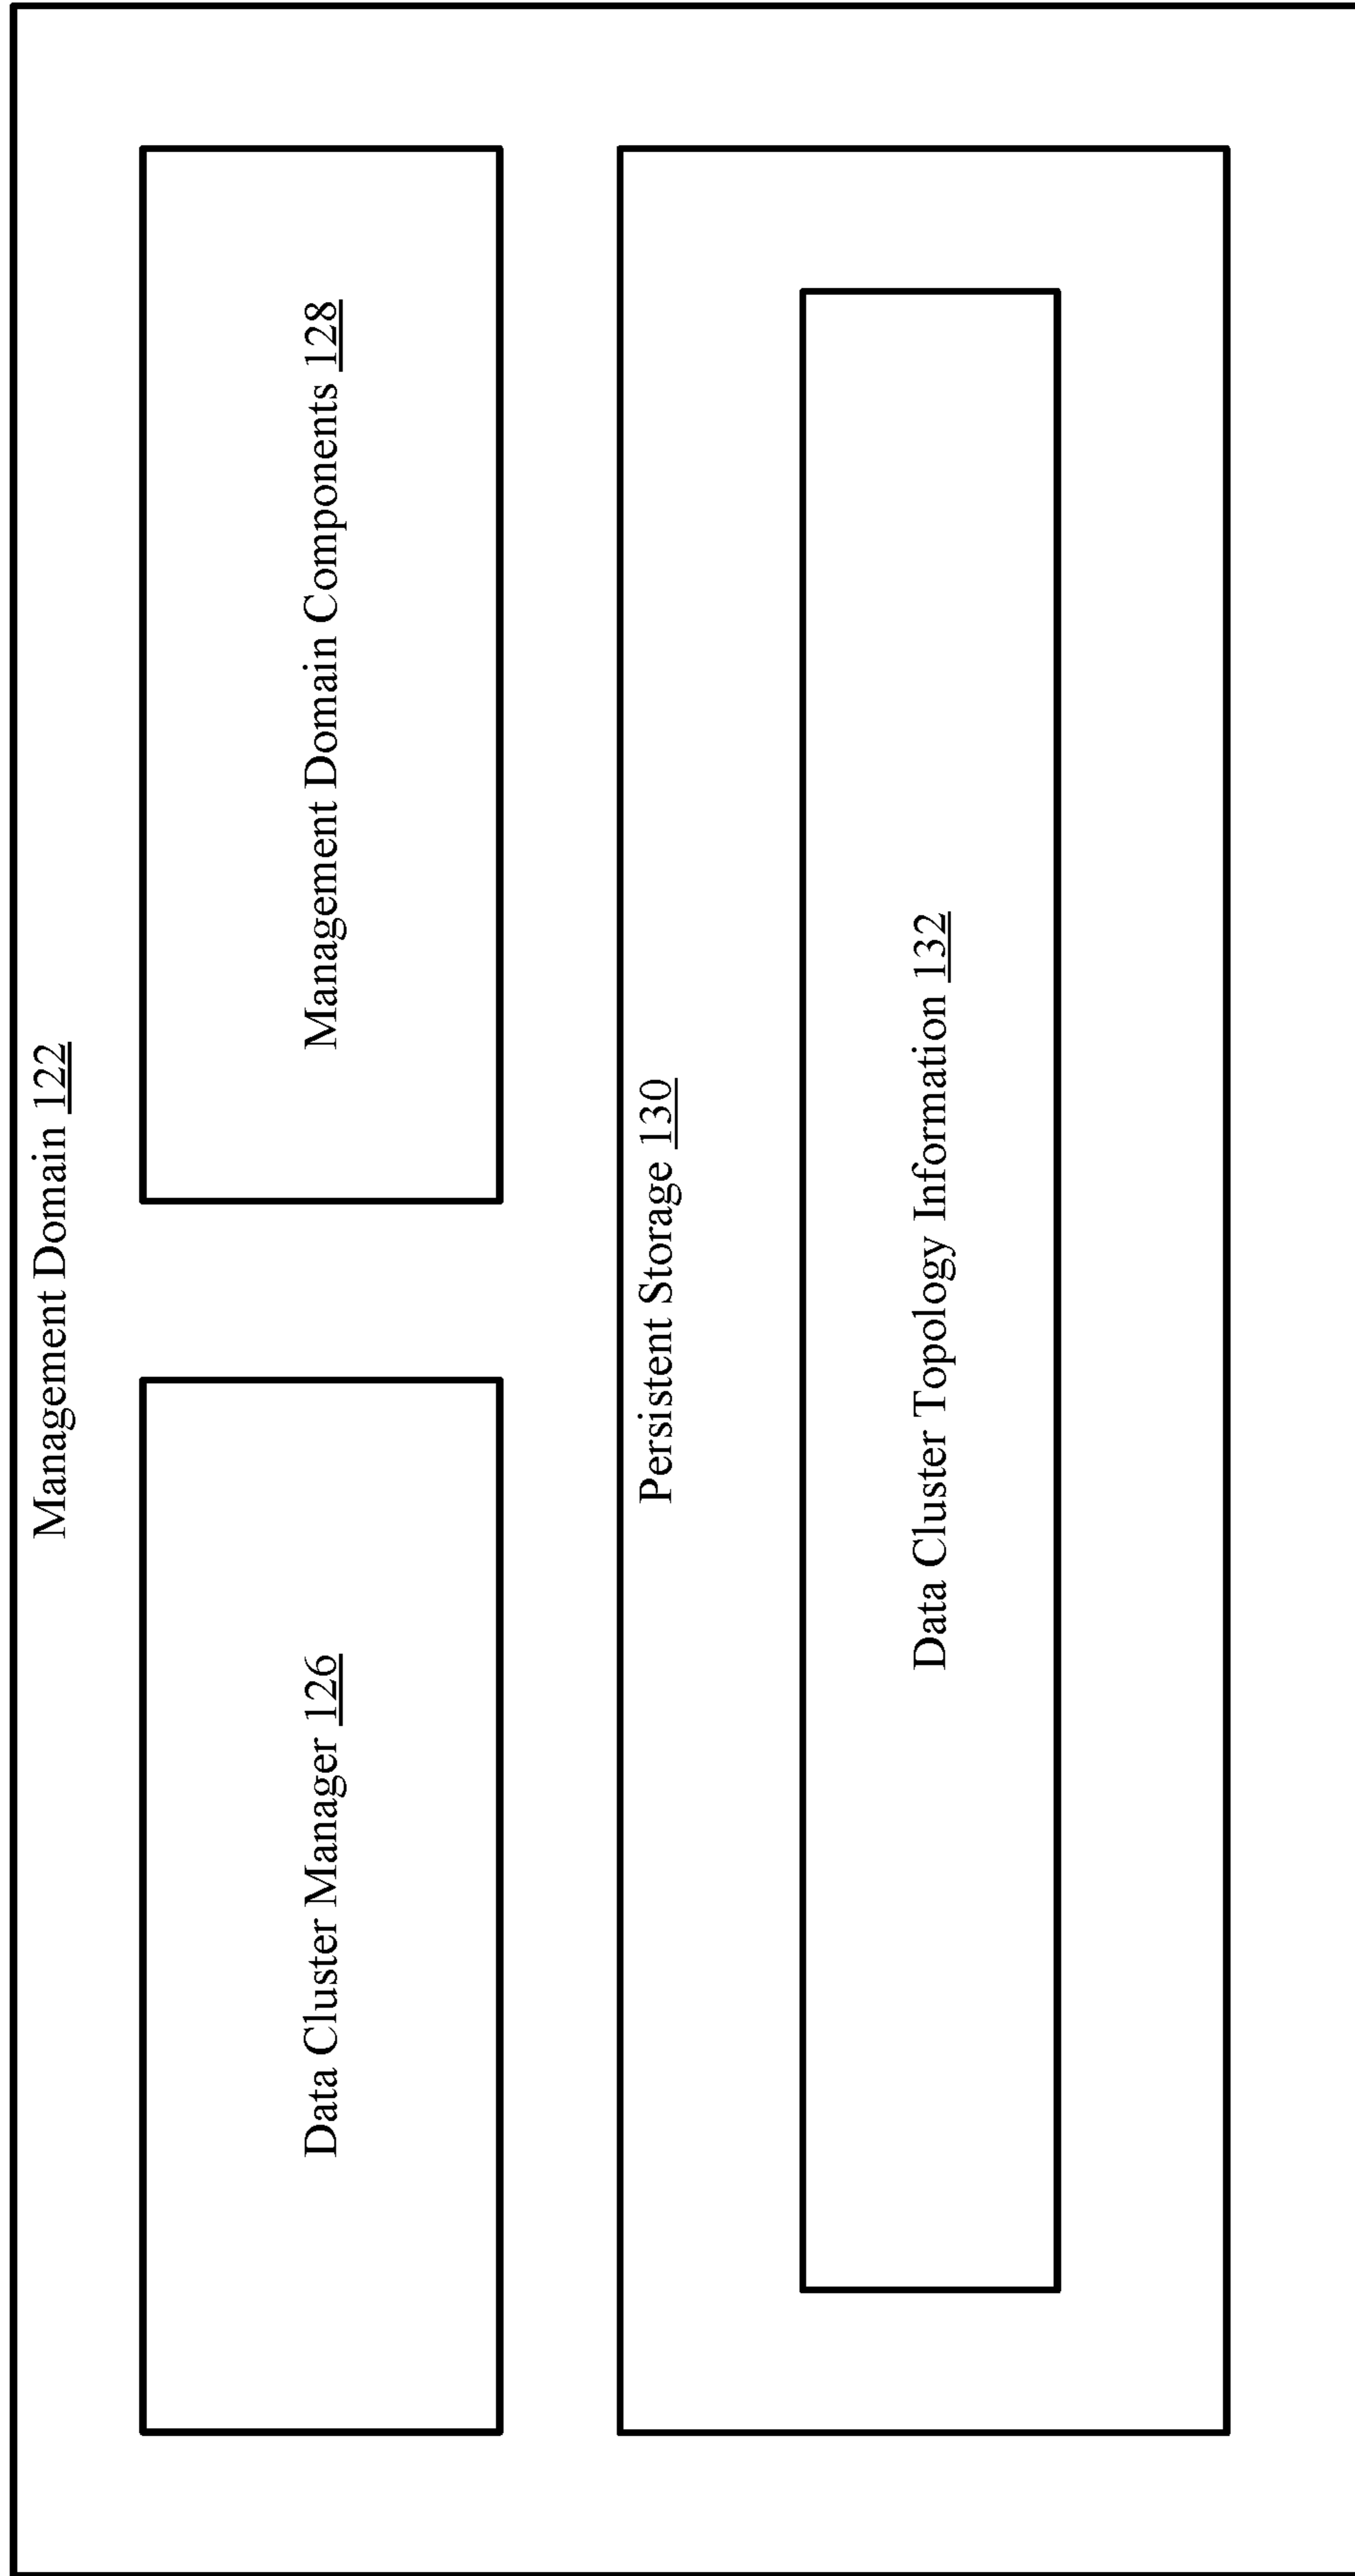 Management Domain 122
Data Cluster Manager 126
Management Domain Components 128
Persistent Storage 130
Data Cluster Topology Information 132